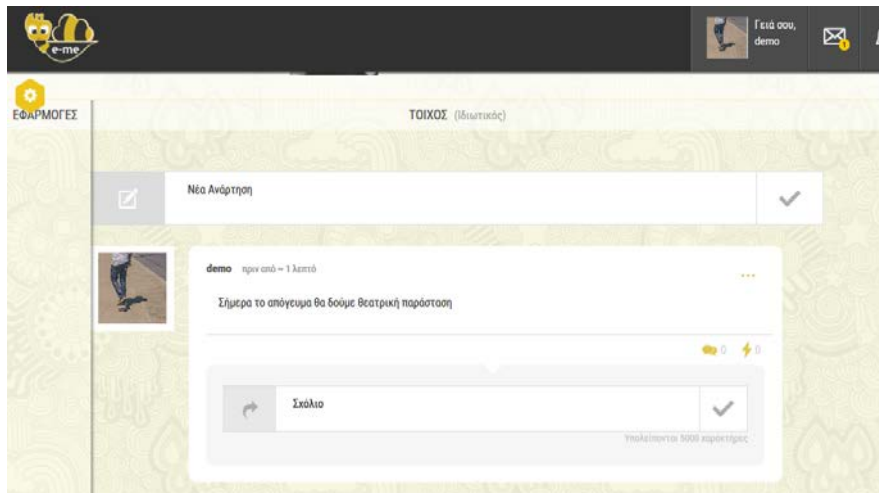 e-me
Γειά σου,
demo
1
ΕΦΑΡΜΟΓΕΣ
ΤΟΙΧΟΣ (Ιδιωτικός)
Νέα Ανάρτηση
demo πριν από ~ 1 λεπτό
...
Σήμερα το απόγευμα θα δούμε θεατρική παράσταση
0 0
Σχόλιο
Υπολείπονται 5000 χαρακτήρες